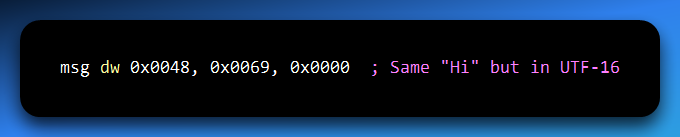 msg dw 0x0048, 0x0069, 0x0000  ; Same "Hi" but in UTF-16